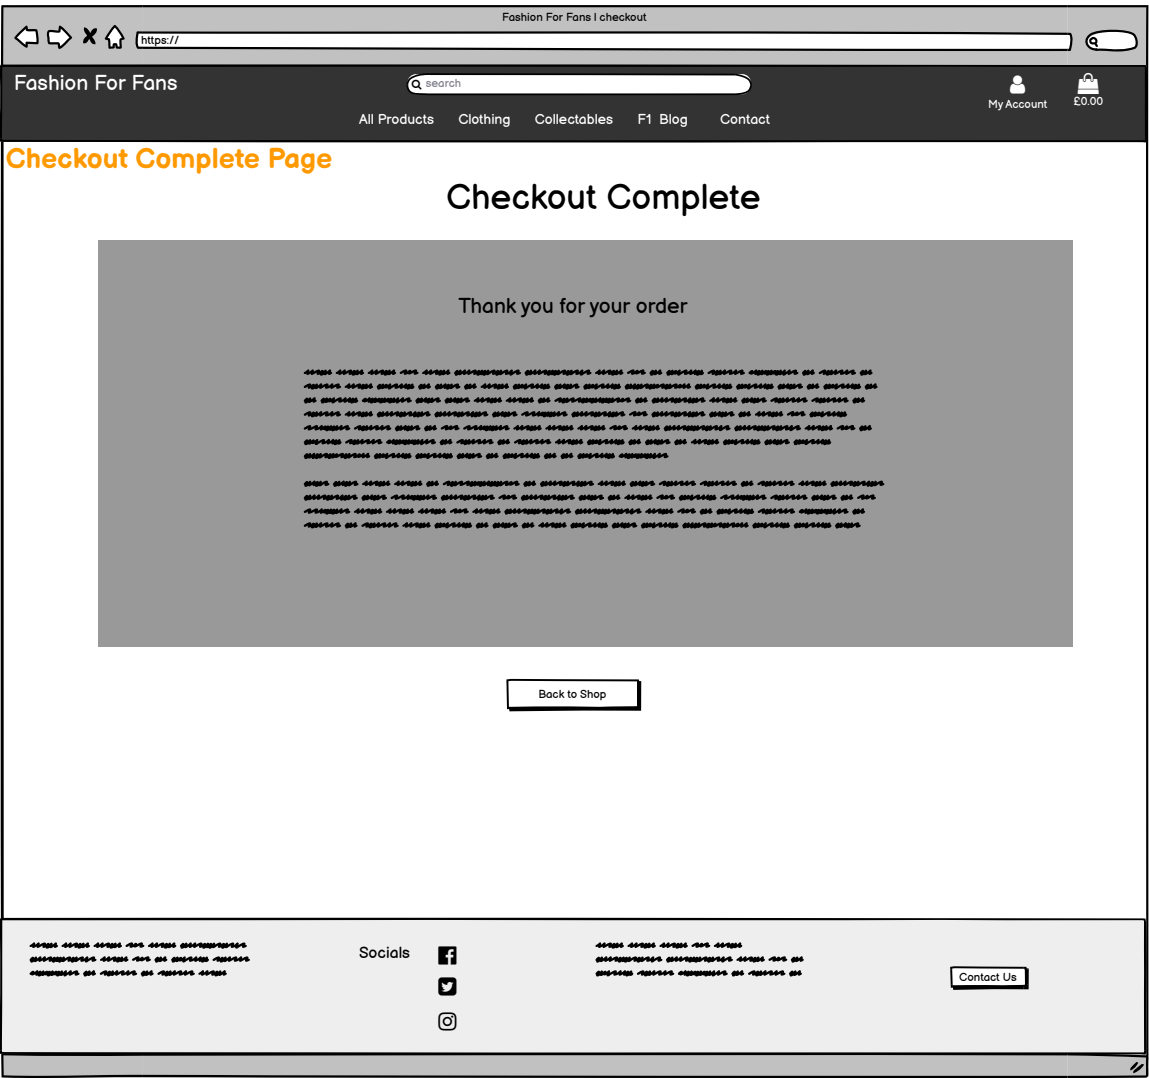 Fashion For Fans | checkout
https://
Fashion For Fans
search
My Account
£0.00
All Products Clothing Collectables F1 Blog Contact
Checkout Complete Page
Checkout Complete
Thank you for your order
Back to Shop
Socials
Contact Us